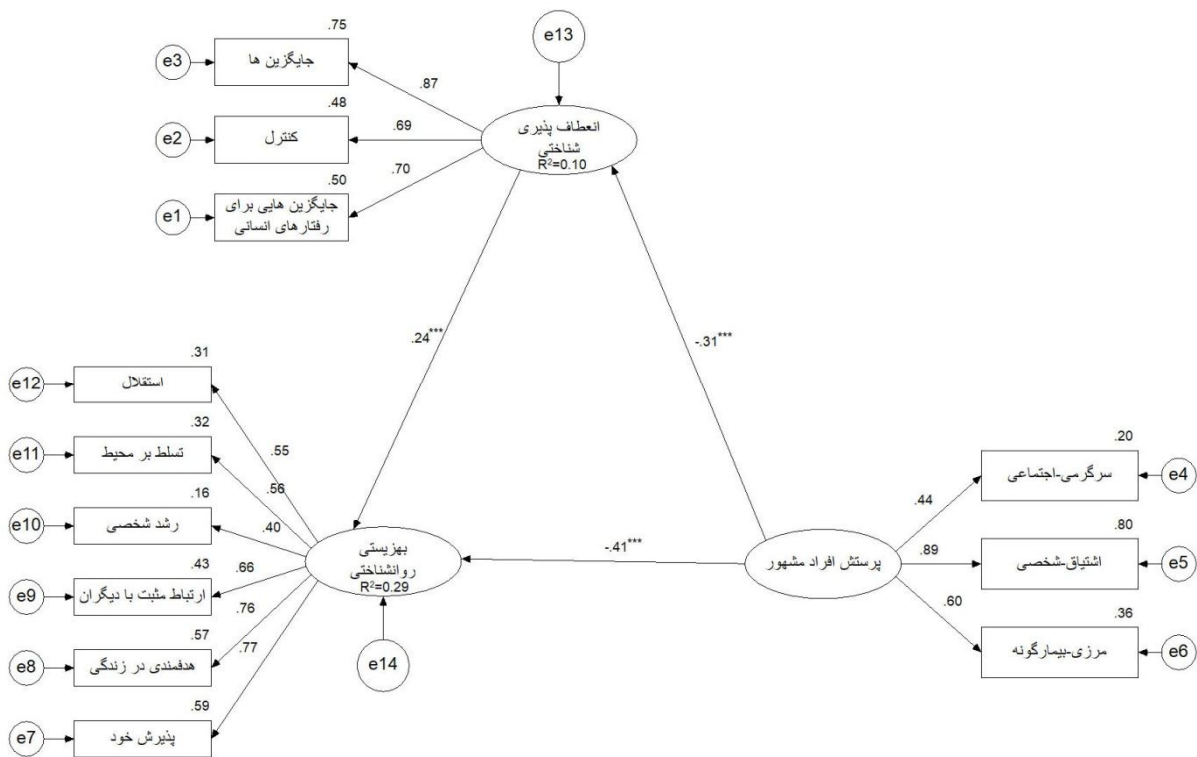 .75
e13
e3
جایگزین ها
.87
.48
انعطاف پذیری
شناختی
R²=0.10
e2
کنترل
.69
.70
.50
e1
جایگزین هایی برای
رفتارهای انسانی
.24***
-.31***
.31
e12
استقلال
.55
.32
e11
تسلط بر محیط
.56
.16
e10
رشد شخصی
.40
.43
e9
ارتباط مثبت با دیگران
.66
.57
e8
هدفمندی در زندگی
.76
.59
e7
پذیرش خود
.77
بهزیستی
روانشناختی
R²=0.29
e14
-.41***
پرستش افراد مشهور
.20
.44
سرگرمی-اجتماعی
e4
.80
.89
اشتیاق-شخصی
e5
.36
.60
مرزی-بیمارگونه
e6